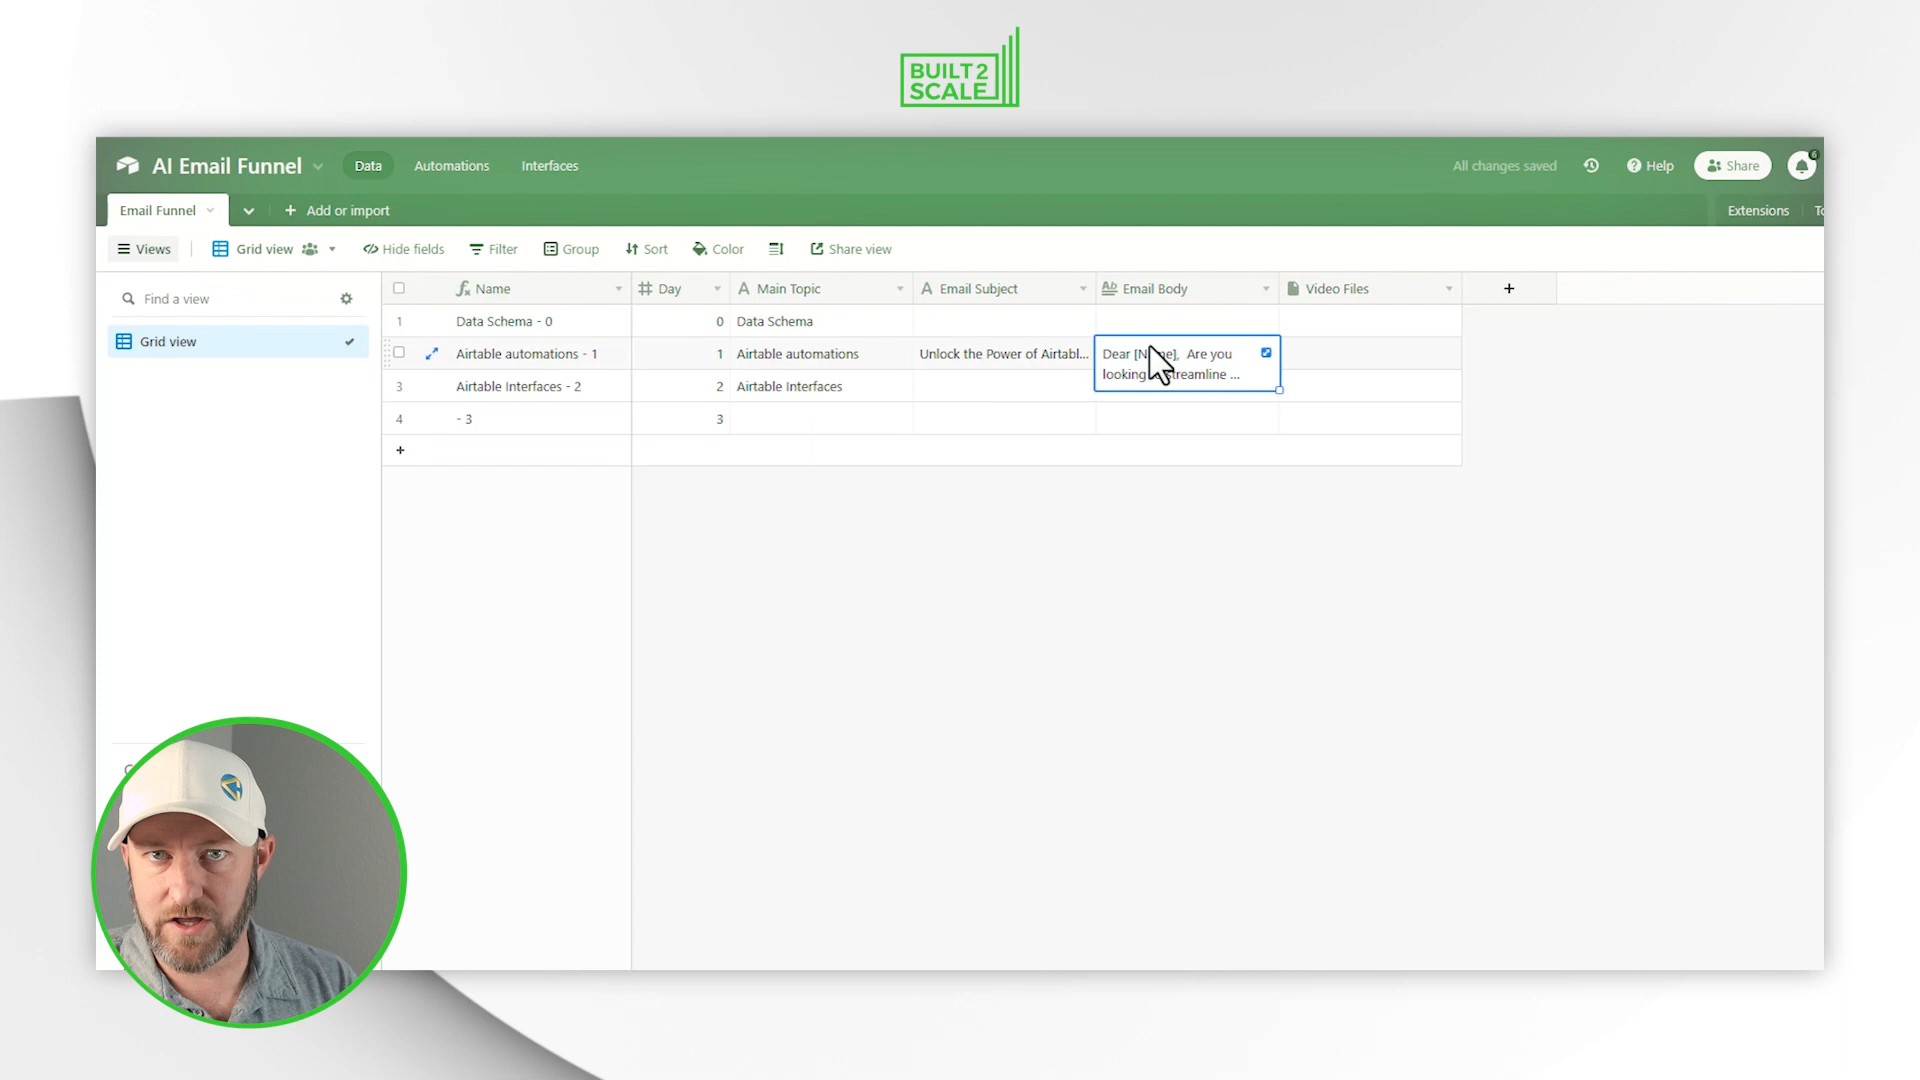 BUILT2
SCALE
AI Email Funnel Data Automations Interfaces All changes saved Help Share 6
Email Funnel + Add or import Extensions
Views Grid view Hide fields Filter Group Sort Color Share view
Find a view
Grid view
Name Day Main Topic Email Subject Email Body Video Files +
1 Data Schema - 0 0 Data Schema
Airtable automations - 1 1 Airtable automations Unlock the Power of Airtabl... Dear Are you
looking streamline ...
3 Airtable Interfaces - 2 2 Airtable Interfaces
4 - 3 3
+